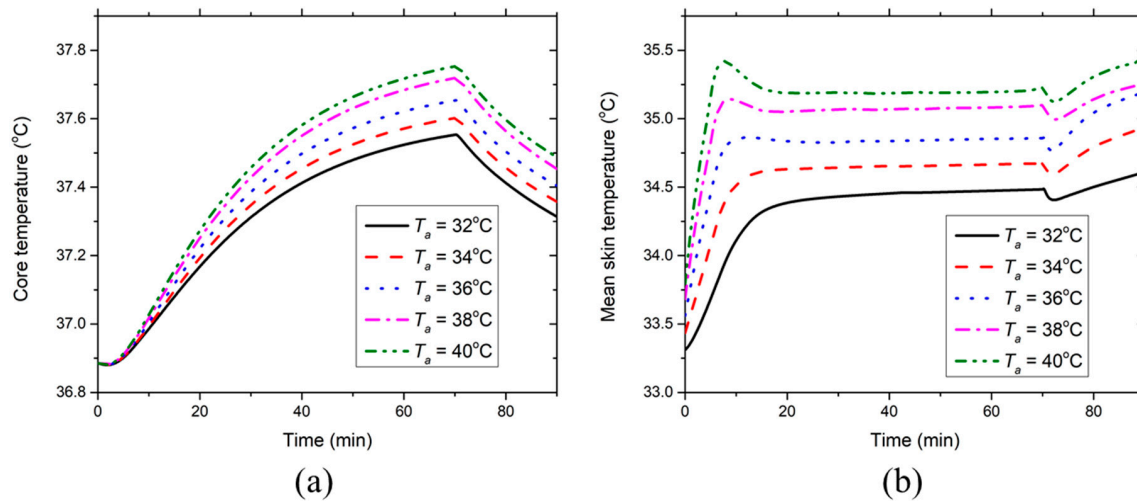 37.8
37.6
37.4
37.2
37.0
36.8
Core temperature (°C)
0
20
40
60
80
Time (min)
Tₐ = 32°C
Tₐ = 34°C
Tₐ = 36°C
Tₐ = 38°C
Tₐ = 40°C
(a)
35.5
35.0
34.5
34.0
33.5
33.0
Mean skin temperature (°C)
0
20
40
60
80
Time (min)
Tₐ = 32°C
Tₐ = 34°C
Tₐ = 36°C
Tₐ = 38°C
Tₐ = 40°C
(b)